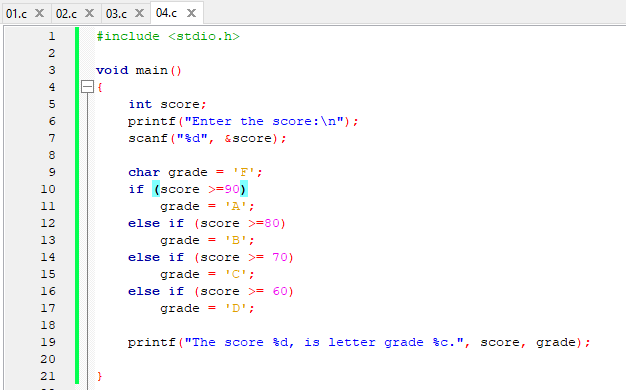 01.c 02.c 03.c 04.c
1 #include <stdio.h>
2
3 void main()
4 {
5 int score;
6 printf("Enter the score:\n");
7 scanf("%d", &score);
8
9 char grade = 'F';
10 if (score >=90)
11 grade = 'A';
12 else if (score >=80)
13 grade = 'B';
14 else if (score >= 70)
15 grade = 'C';
16 else if (score >= 60)
17 grade = 'D';
18
19 printf("The score %d, is letter grade %c.", score, grade);
20
21 }